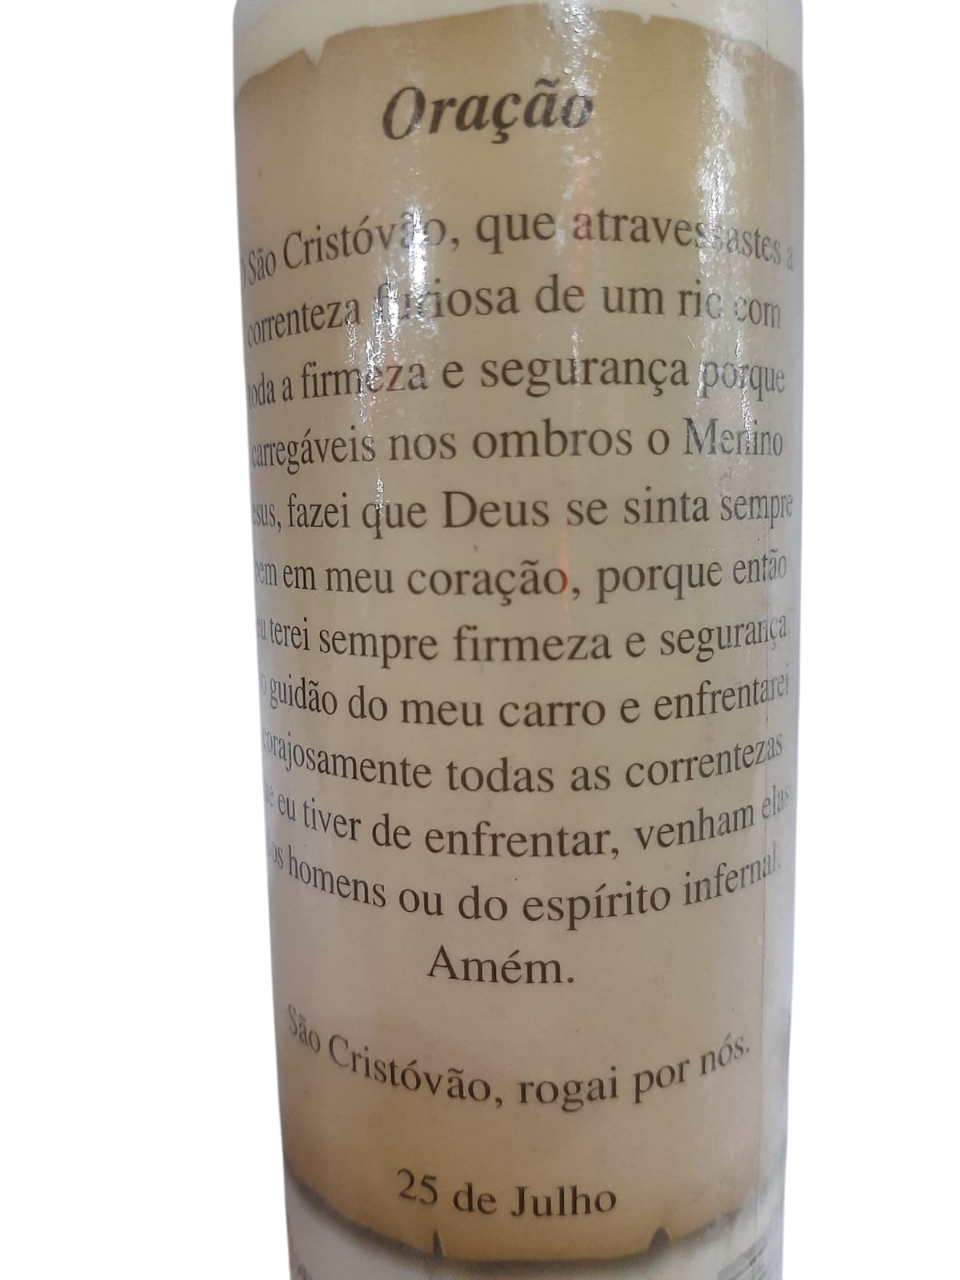 Oração
São Cristóvão, que atravessastes a
correnteza furiosa de um rio com
toda a firmeza e segurança porque
carregáveis nos ombros o Menino
Jesus, fazei que Deus se sinta sempre
bem em meu coração, porque então
eu terei sempre firmeza e segurança
guidão do meu carro e enfrentarei
corajosamente todas as correntezas
que eu tiver de enfrentar, venham elas
dos homens ou do espírito infernal.
Amém.
São Cristóvão, rogai por nós.
25 de Julho